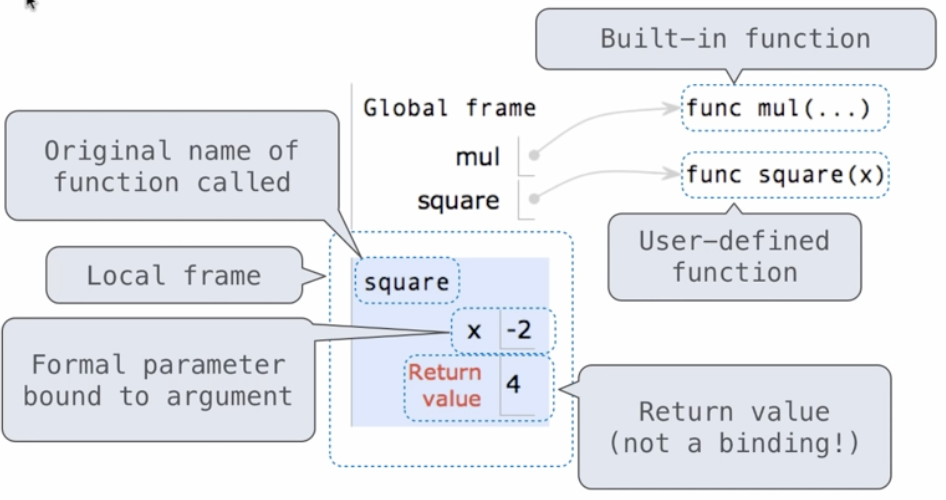 Built-in function
Global frame
func mul(...)
Original name of
function called
mul
func square(x)
square
User-defined
function
Local frame
square
x -2
Formal parameter
bound to argument
Return
value
4
Return value
(not a binding!)